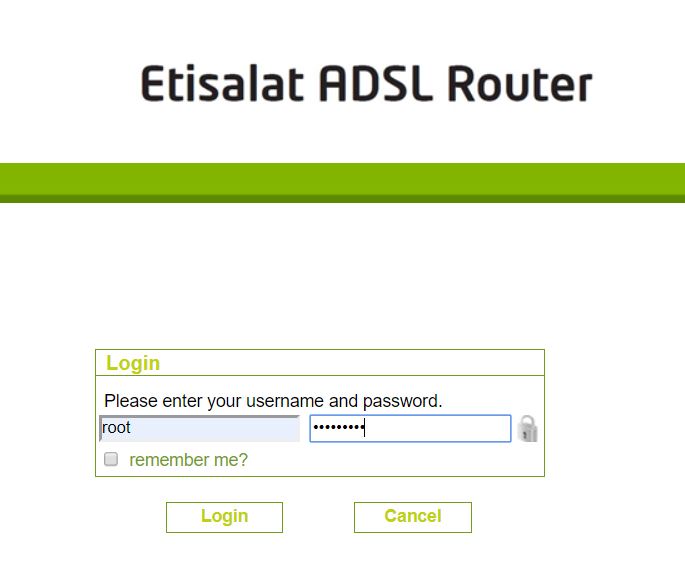 Etisalat ADSL Router
Login
Please enter your username and password.
root •••••••••
remember me?
Login Cancel